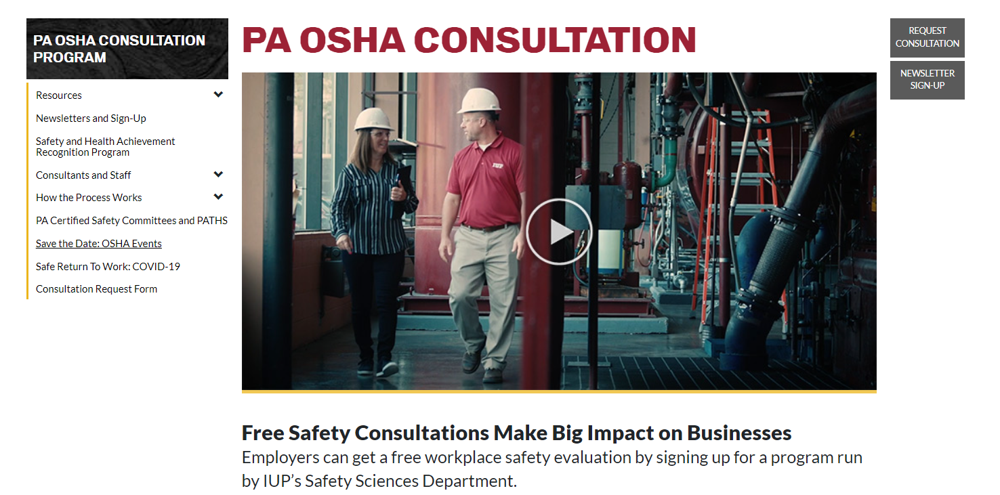 PA OSHA CONSULTATION
PROGRAM
Resources
Newsletters and Sign-Up
Safety and Health Achievement
Recognition Program
Consultants and Staff
How the Process Works
PA Certified Safety Committees and PATHS
Save the Date: OSHA Events
Safe Return To Work: COVID-19
Consultation Request Form
PA OSHA CONSULTATION
IUP
Free Safety Consultations Make Big Impact on Businesses
Employers can get a free workplace safety evaluation by signing up for a program run
by IUP’s Safety Sciences Department.
REQUEST
CONSULTATION
NEWSLETTER
SIGN-UP